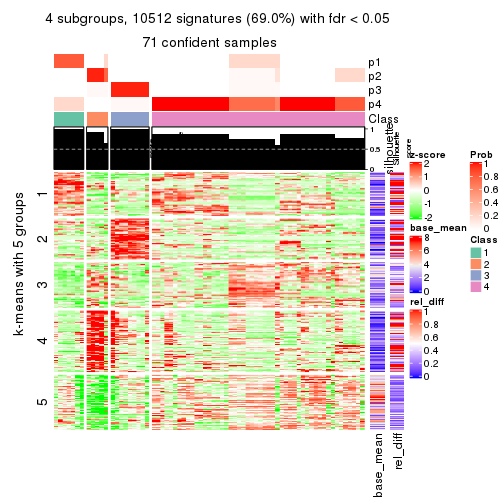 4 subgroups, 10512 signatures (69.0%) with fdr < 0.05
71 confident samples
p1
p2
p3
p4
Class
1
0.5
0
silhouette
Silhouette
score
k-means with 5 groups
1
2
3
4
5
base_mean
rel_diff
z-score
2
1
0
-1
-2
base_mean
8
6
4
2
0
rel_diff
1
0.8
0.6
0.4
0.2
0
Prob
1
0.8
0.6
0.4
0.2
0
Class
1
2
3
4